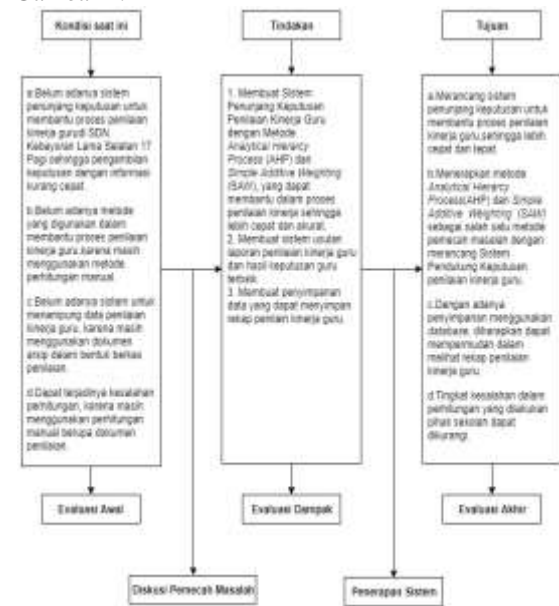 Kondisi saat ini
a.Belum adanya sistem
penunjang keputusan untuk
membantu proses penilaian
kinerja gurudi SDN
Kebayoran Lama Selatan 17
Pagi sehingga pengambilan
keputusan dengan informasi
kurang cepat.
b.Belum adanya metode
yang digunakan dalam
membantu proses penilaian
kinerja guru,karena masih
menggunakan metode
perhitungan manual.
c.Belum adanya sistem untuk
menampung data penilaian
kinerja guru, karena masih
menggunakan dokumen
arsip dalam bentuk berkas
penilaian.
d.Dapat terjadinya kesalahan
perhitungan, karena masih
menggunakan perhitungan
manual berupa dokumen
penilaian.
Evaluasi Awal
Tindakan
1. Membuat Sistem
Penunjang Keputusan
Penilaian Kinerja Guru
dengan Metode
Analytical Hierarcy
Process (AHP) dan
Simple Additive Weighting
(SAW), yang dapat
membantu dalam proses
penilaian kinerja sehingga
lebih cepat dan akurat.
2. Membuat sistem usulan
laporan penilaian kinerja guru
dan hasil keputusan guru
terbaik.
3. Membuat penyimpanan
data yang dapat menyimpan
rekap penilain kinerja guru.
Evaluasi Dampak
Tujuan
a.Merancang sistem
penunjang keputusan untuk
membantu proses penilaian
kinerja guru,sehingga lebih
cepat dan tepat.
b.Menerapkan metode
Analytical Hierarcy
Process(AHP) dan Simple
Additive Weighting (SAW)
sebagai salah satu metode
pemecah masalah dengan
merancang Sistem
Pendukung Keputusan
penilaian kinerja guru.
c.Dengan adanya
penyimpanan menggunakan
database, diharapkan dapat
mempermudah dalam
melihat rekap penilaian
kinerja guru.
d.Tingkat kesalahan dalam
perhitungan yang dilakukan
pihak sekolah dapat
dikurangi.
Evaluasi Akhir
Diskusi Pemecah Masalah
Penerapan Sistem